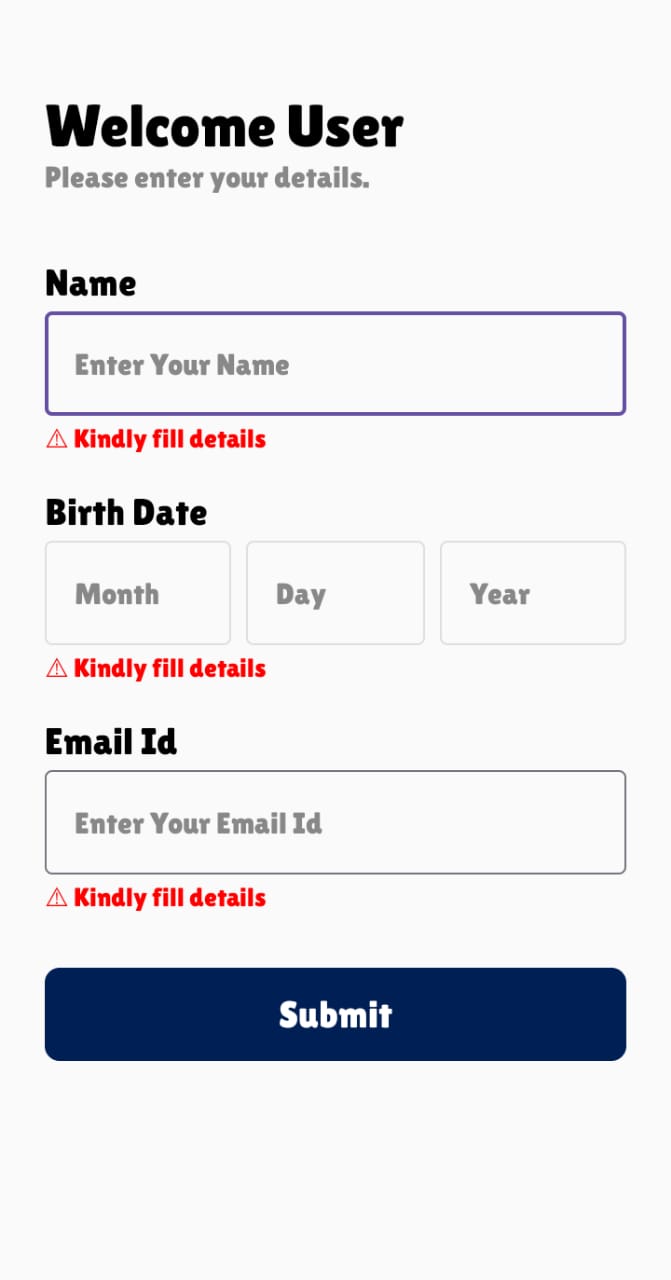 Welcome User
Please enter your details.
Name
Enter Your Name
⚠ Kindly fill details
Birth Date
Month Day Year
⚠ Kindly fill details
Email Id
Enter Your Email Id
⚠ Kindly fill details
Submit